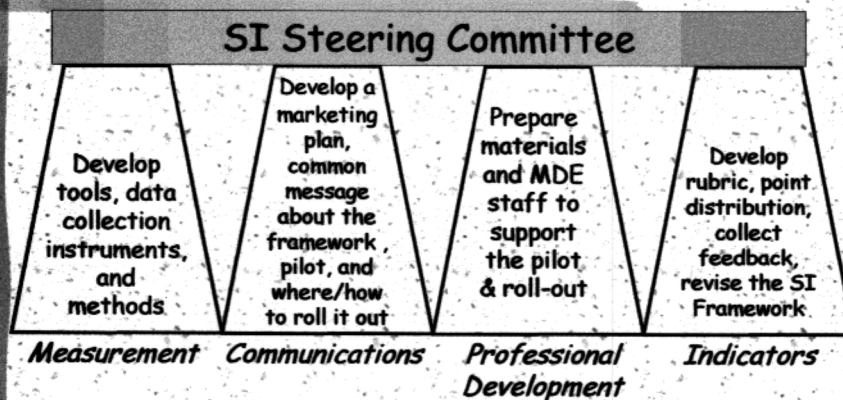 SI Steering Committee
Develop
tools, data
collection
instruments,
and
methods
Measurement
Develop a
marketing
plan,
common
message
about the
framework ,
pilot, and
where/how
to roll it out
Communications
Prepare
materials
and MDE
staff to
support
the pilot
& roll-out
Professional
Development
Develop
rubric, point
distribution,
collect
feedback,
revise the SI
Framework
Indicators